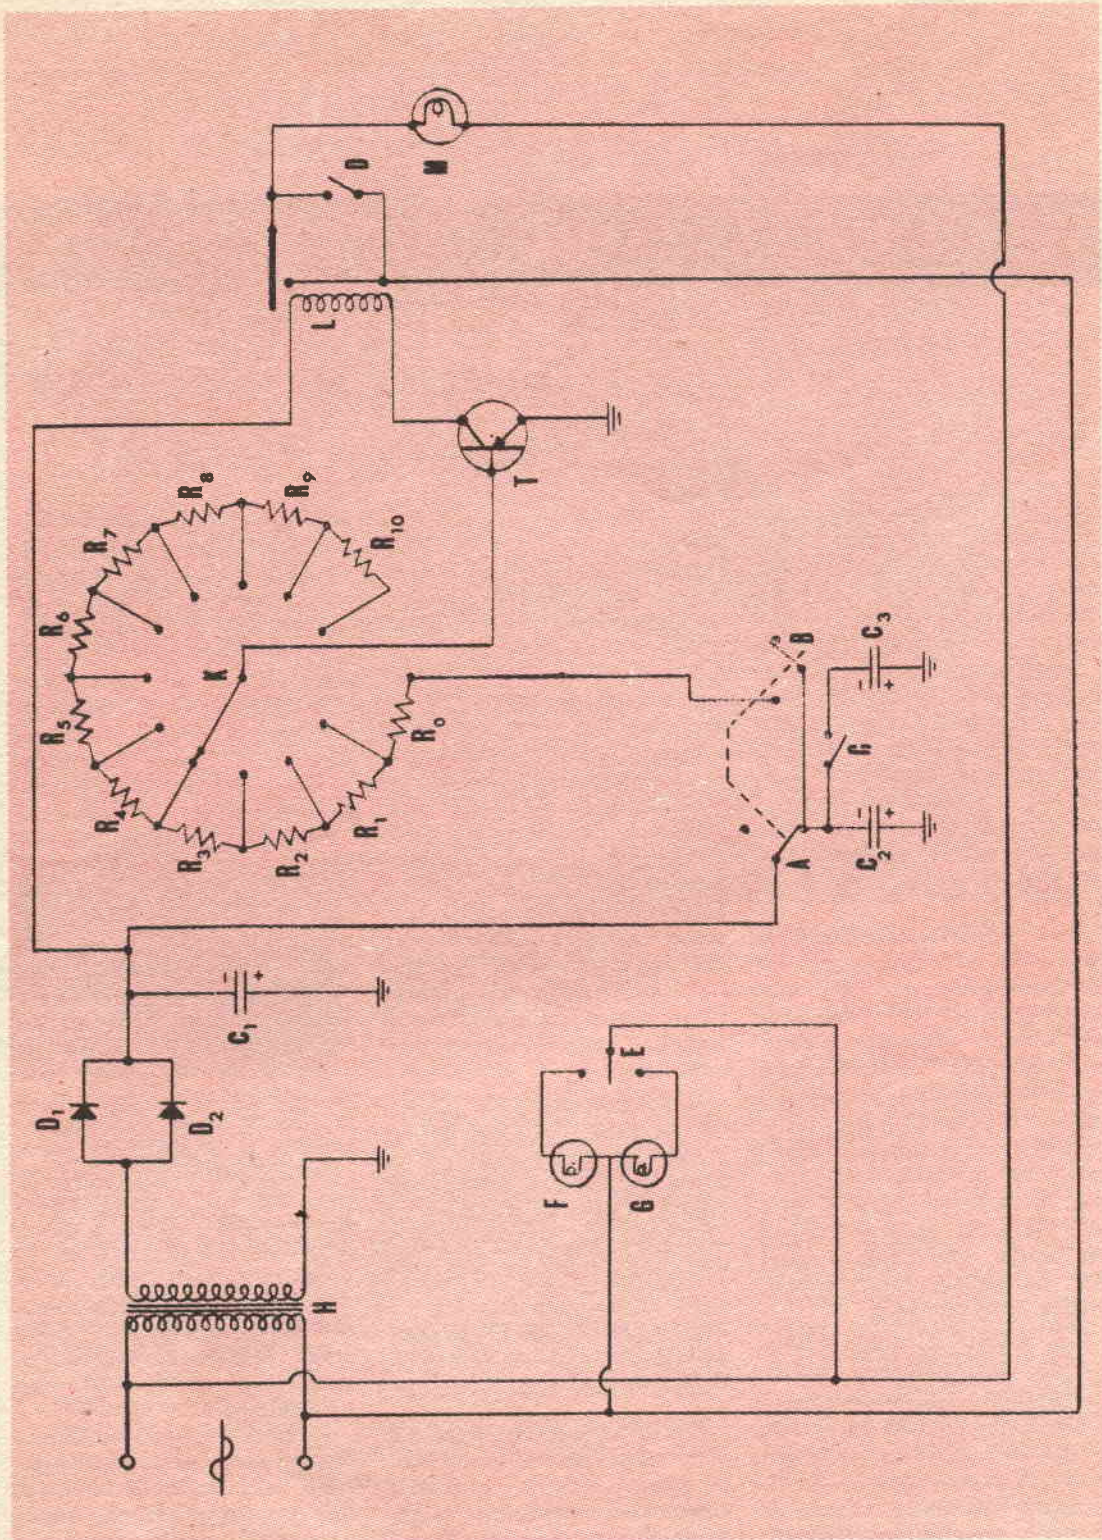 D₁
D₂
C₁
-
+
H
R₀
R₁
R₂
R₃
R₄
R₅
R₆
R₇
R₈
R₉
R₁₀
K
L
D
M
T
A
B
C₂
-
+
G
C₃
-
+
E
F
G